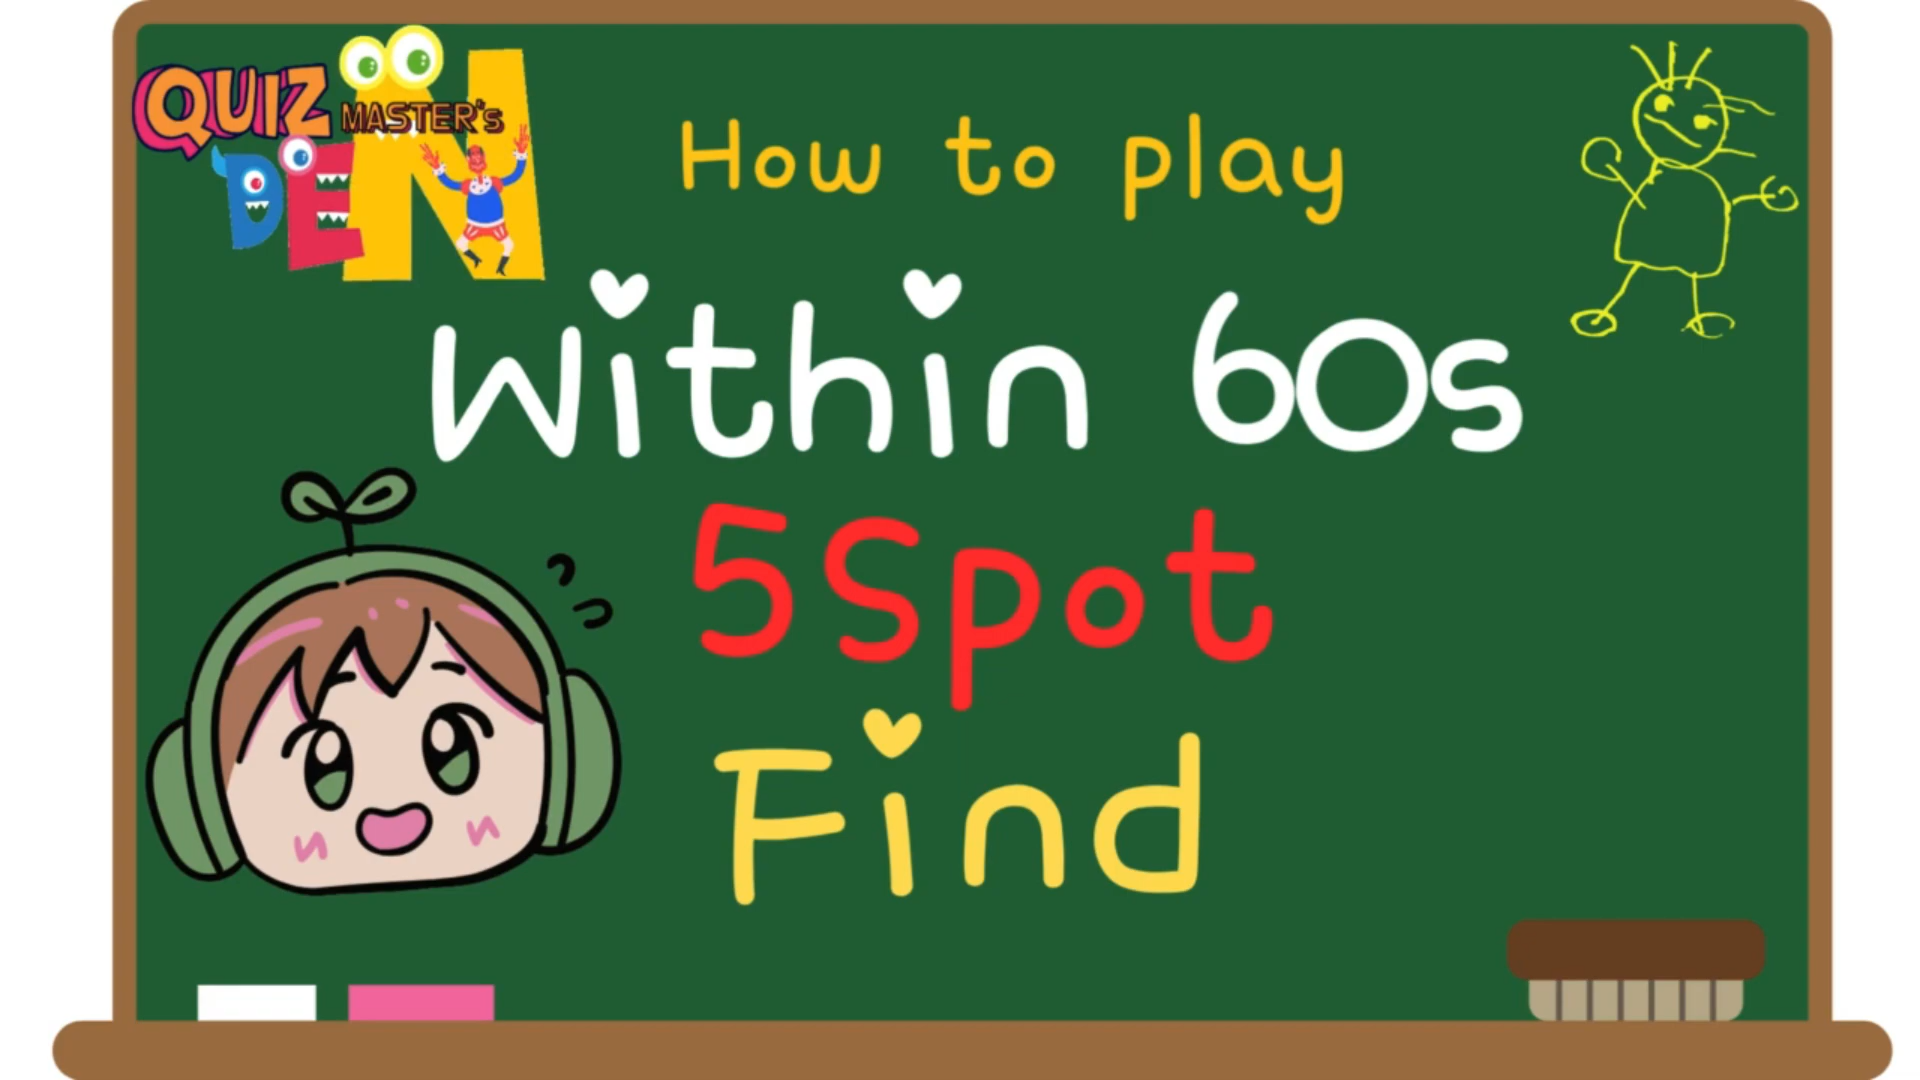 QUIZ MASTER's
DEN
How to play
Within 60s
5Spot
Find